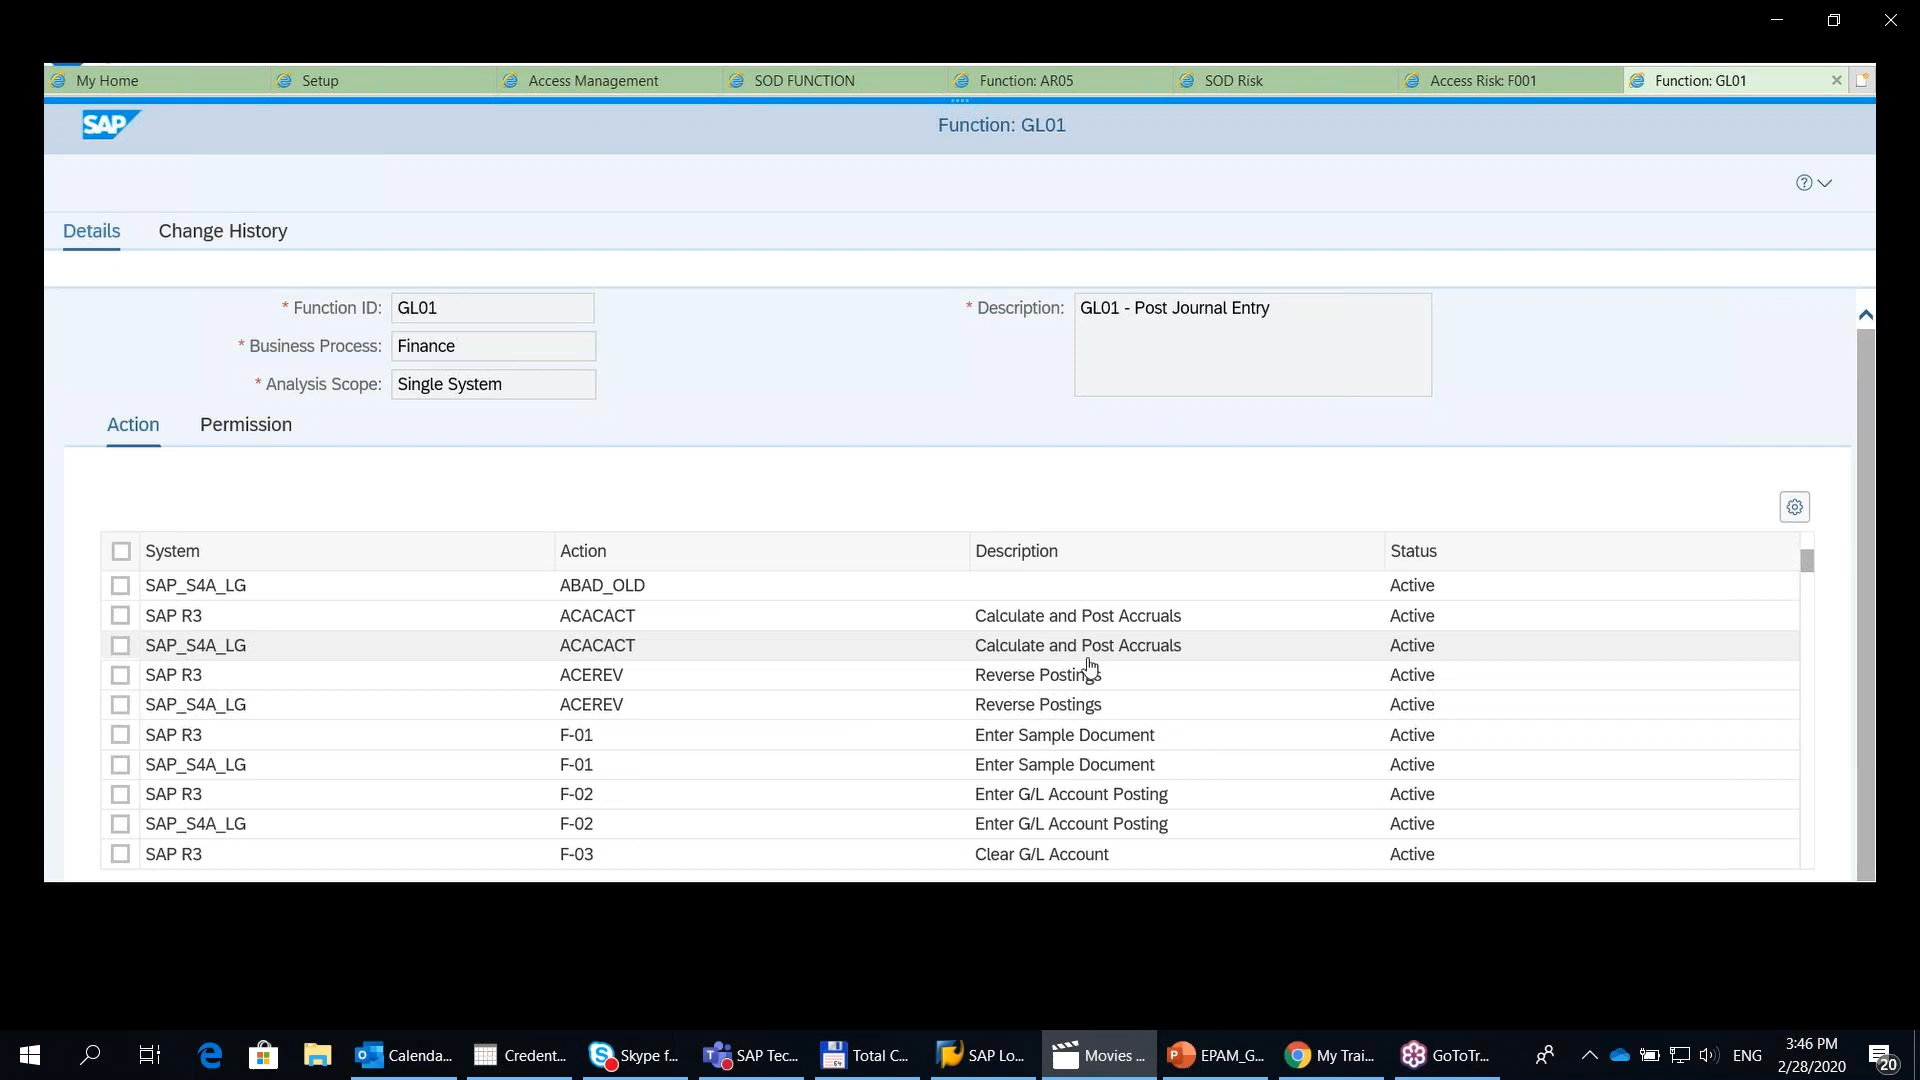 My Home
Setup
Access Management
SOD FUNCTION
Function: AR05
SOD Risk
Access Risk: F001
Function: GL01
SAP
Function: GL01
Details
Change History
* Function ID: GL01
* Description: GL01 - Post Journal Entry
* Business Process: Finance
* Analysis Scope: Single System
Action
Permission
System Action Description Status
SAP_S4A_LG ABAD_OLD Active
SAP R3 ACACACT Calculate and Post Accruals Active
SAP_S4A_LG ACACACT Calculate and Post Accruals Active
SAP R3 ACEREV Reverse Postings Active
SAP_S4A_LG ACEREV Reverse Postings Active
SAP R3 F-01 Enter Sample Document Active
SAP_S4A_LG F-01 Enter Sample Document Active
SAP R3 F-02 Enter G/L Account Posting Active
SAP_S4A_LG F-02 Enter G/L Account Posting Active
SAP R3 F-03 Clear G/L Account Active
Calenda...
Credent...
Skype f...
SAP Tec...
Total C...
SAP Lo...
Movies ...
EPAM_G...
My Trai...
GoToTr...
ENG
3:46 PM
2/28/2020
20